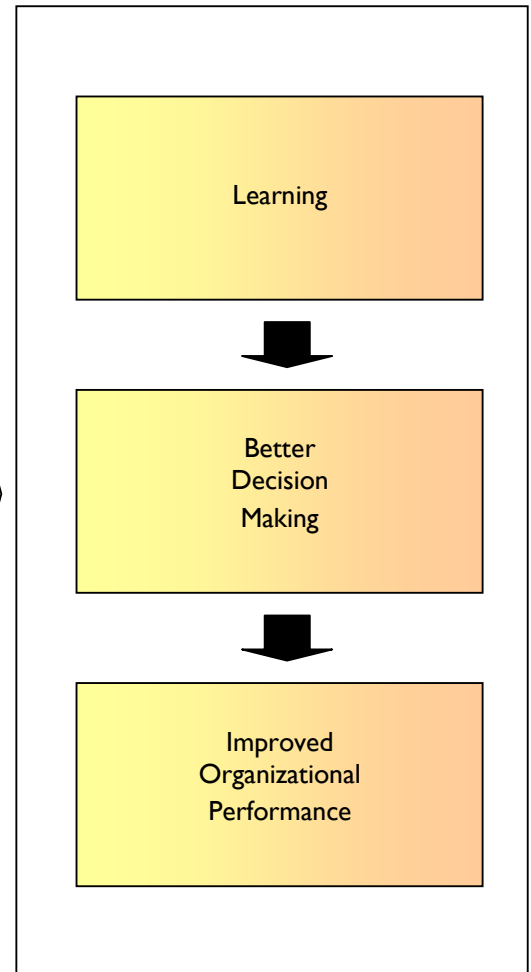 Learning
Better
Decision
Making
Improved
Organizational
Performance